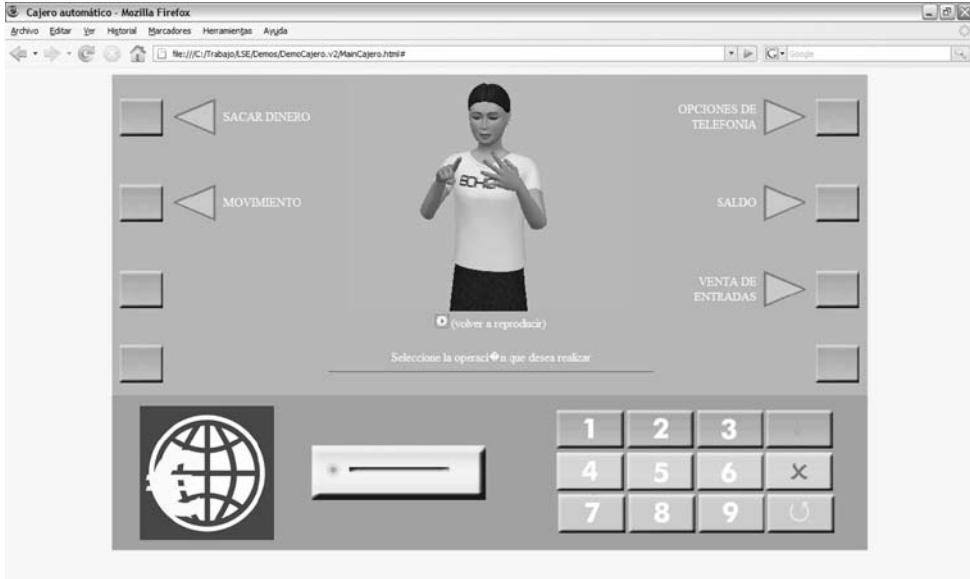 Cajero automático - Mozilla Firefox
Archivo Editar Ver Historial Marcadores Herramientas Ayuda
file:///C:/Trabajo/LSE/Demos/DemoCajero.v2/MainCajero.html#
Google
SACAR DINERO
OPCIONES DE
TELEFONIA
MOVIMIENTO
SALDO
VENTA DE
ENTRADAS
(volver a reproducir)
Seleccione la operaci�n que desea realizar
1 2 3
4 5 6
7 8 9